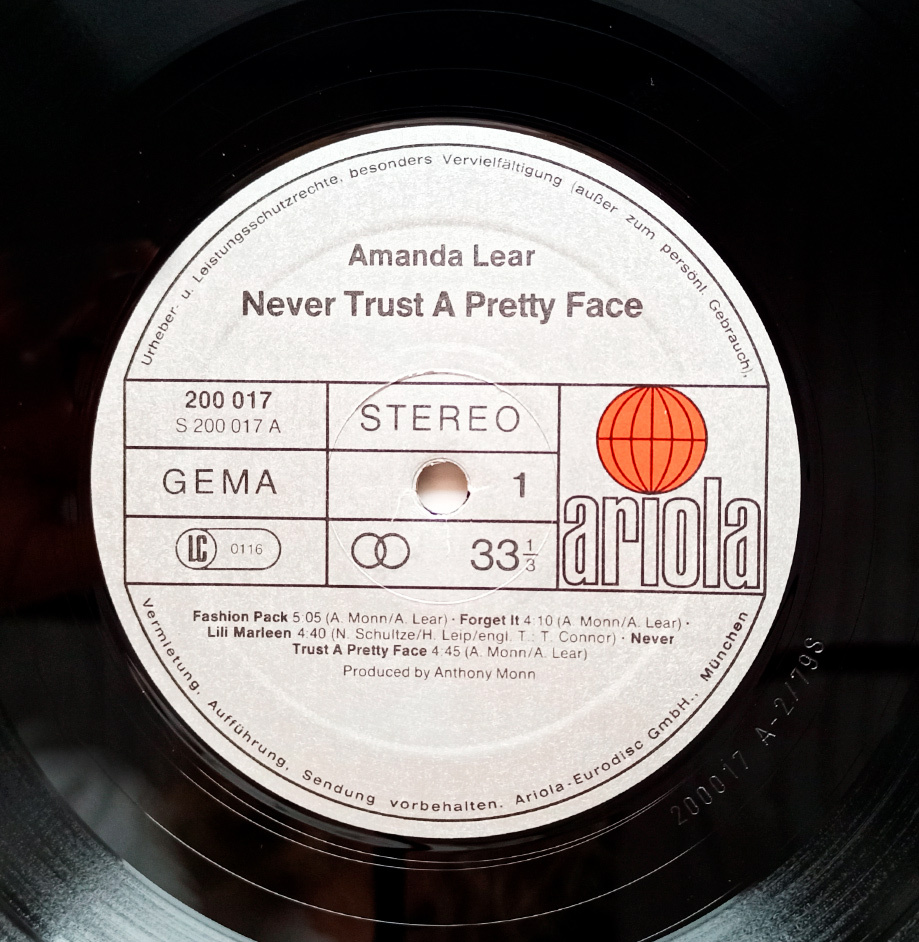 Urheber- u. Leistungsschutzrechte, besonders Vervielfältigung (außer zum persönl. Gebrauch),
Amanda Lear
Never Trust A Pretty Face
200 017
S 200 017 A
STEREO
GEMA
1
LC 0116
33 1/3
ariola
Fashion Pack 5:05 (A. Monn/A. Lear) · Forget It 4:10 (A. Monn/A. Lear) ·
Lili Marleen 4:40 (N. Schultze/H. Leip/engl. T.: T. Connor) · Never
Trust A Pretty Face 4:45 (A. Monn/A. Lear)
Produced by Anthony Monn
Vermietung, Aufführung, Sendung vorbehalten. Ariola-Eurodisc GmbH., München
200017 A-2/79S